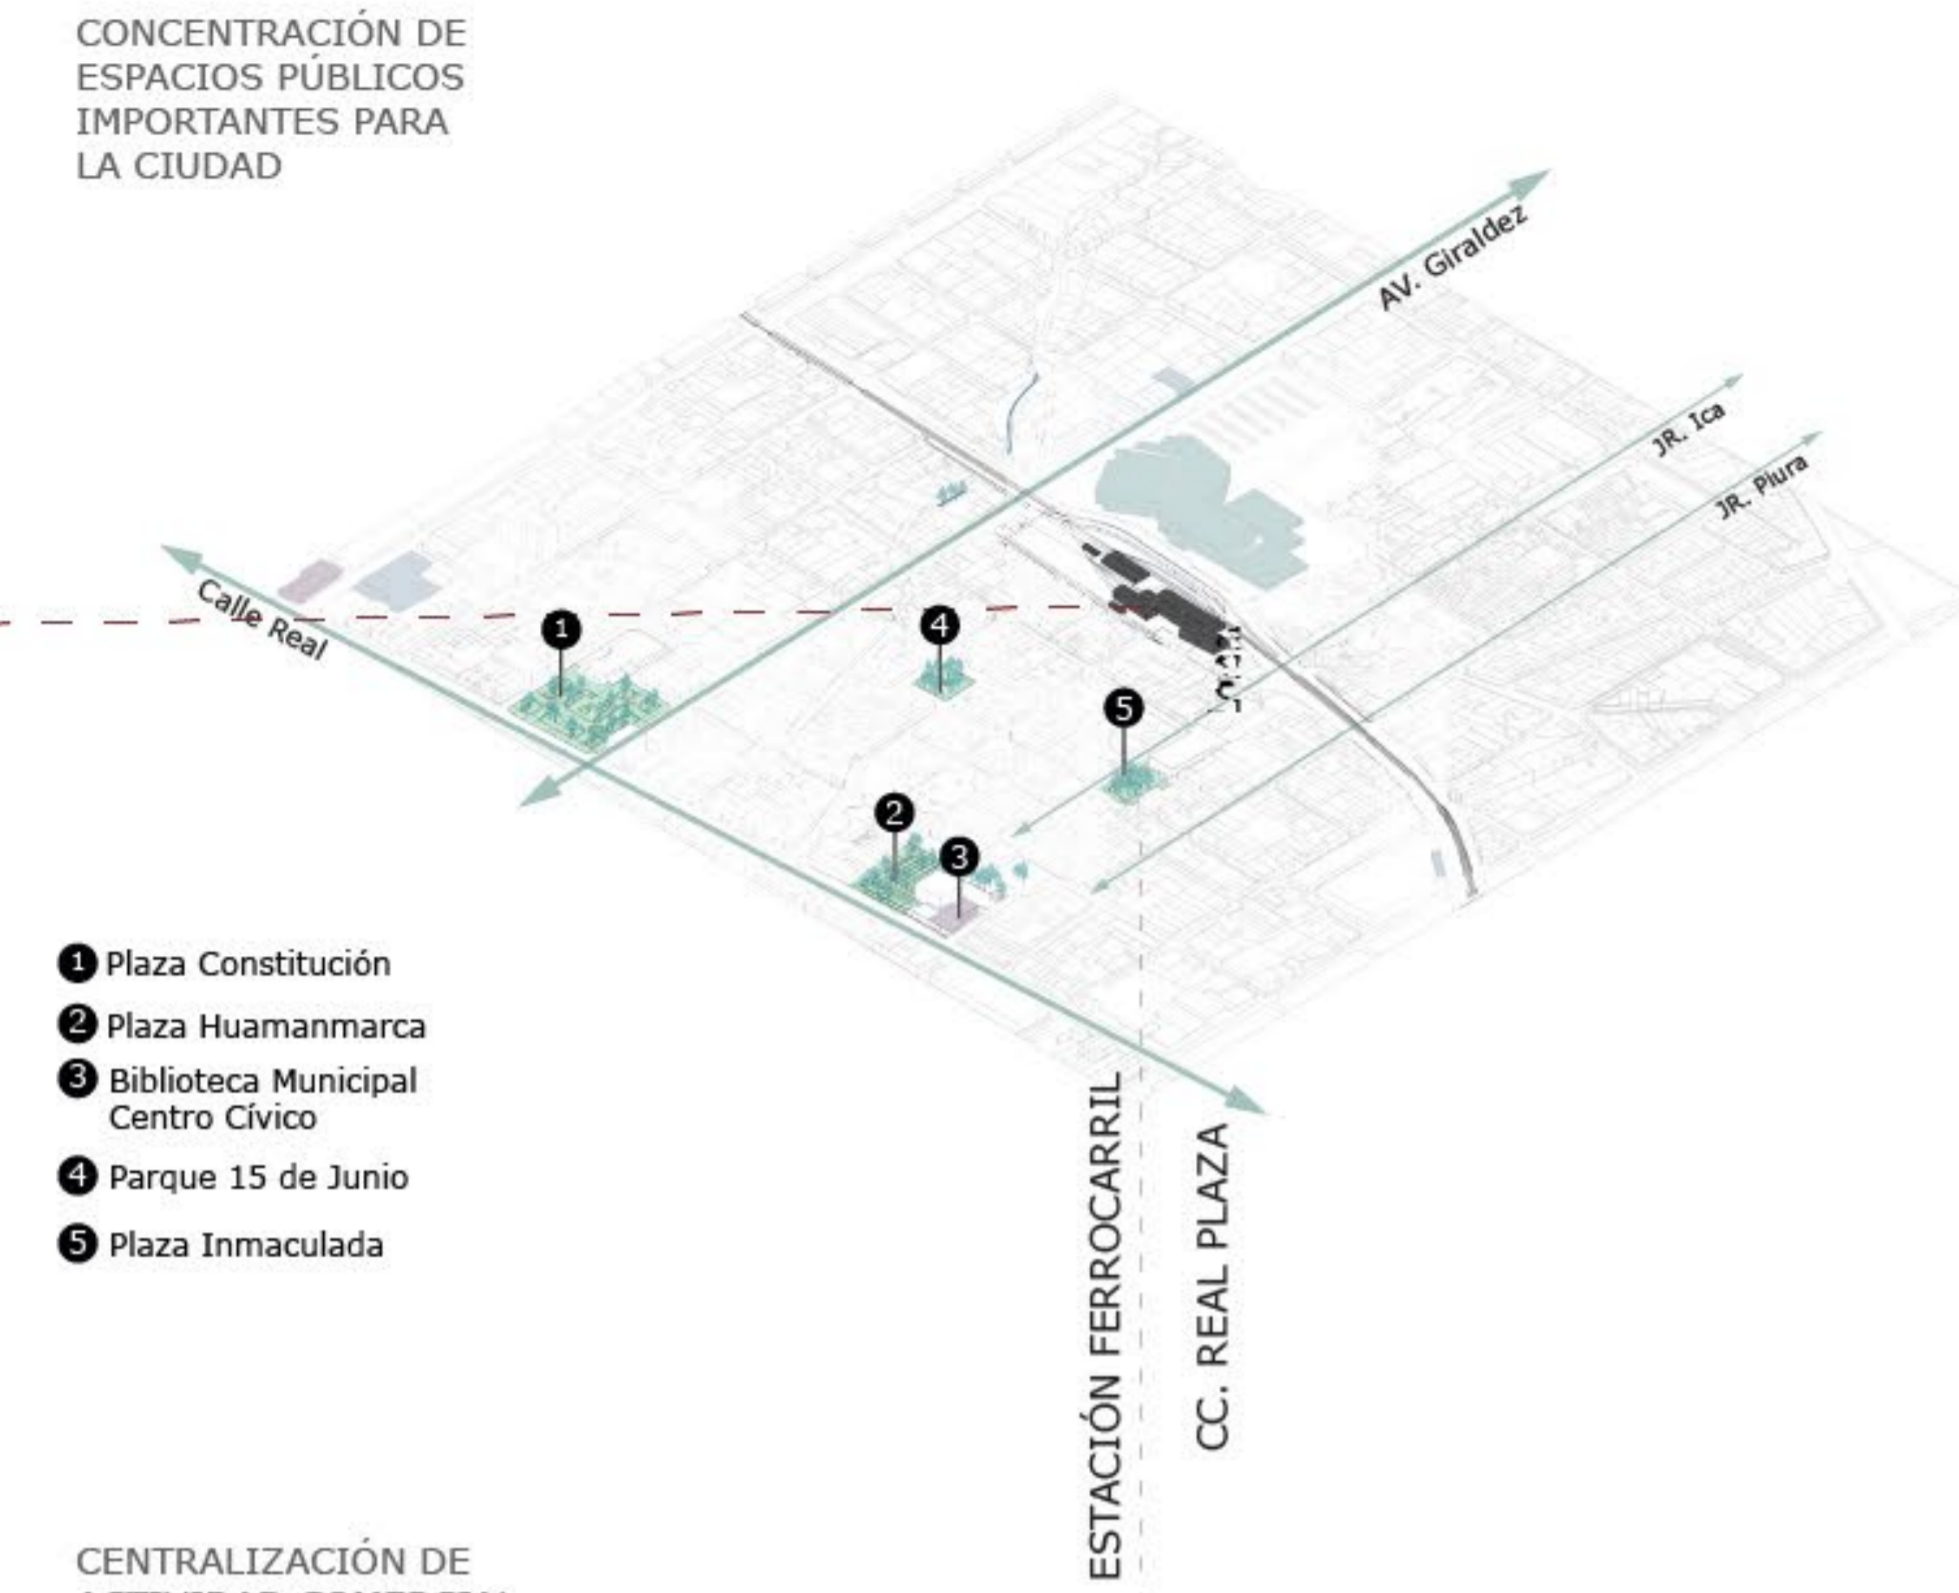 CONCENTRACIÓN DE
ESPACIOS PÚBLICOS
IMPORTANTES PARA
LA CIUDAD
AV. Giraldez
JR. Ica
JR. Piura
Calle Real
1
4
5
2
3
1 Plaza Constitución
2 Plaza Huamanmarca
3 Biblioteca Municipal
Centro Cívico
4 Parque 15 de Junio
5 Plaza Inmaculada
ESTACIÓN FERROCARRIL
CC. REAL PLAZA
CENTRALIZACIÓN DE